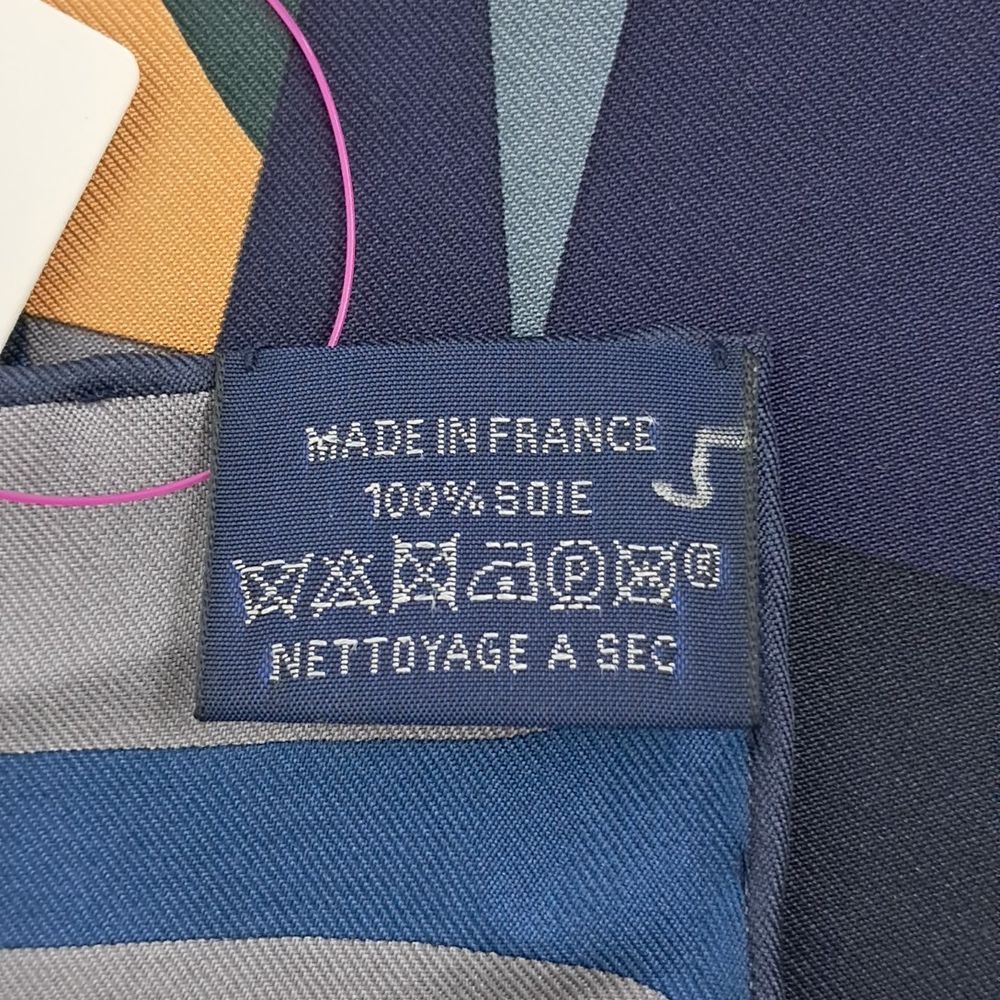 MADE IN FRANCE
100% SOIE
P
®
NETTOYAGE A SEC